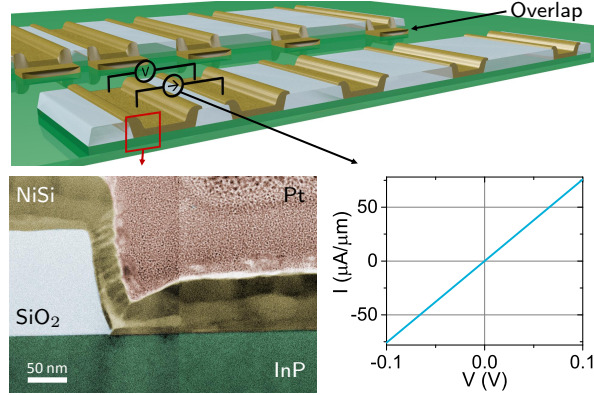 Overlap
V
NiSi
Pt
SiO₂
50 nm
InP
I (µA/µm)
50
0
-50
-0.1
0.0
0.1
V (V)